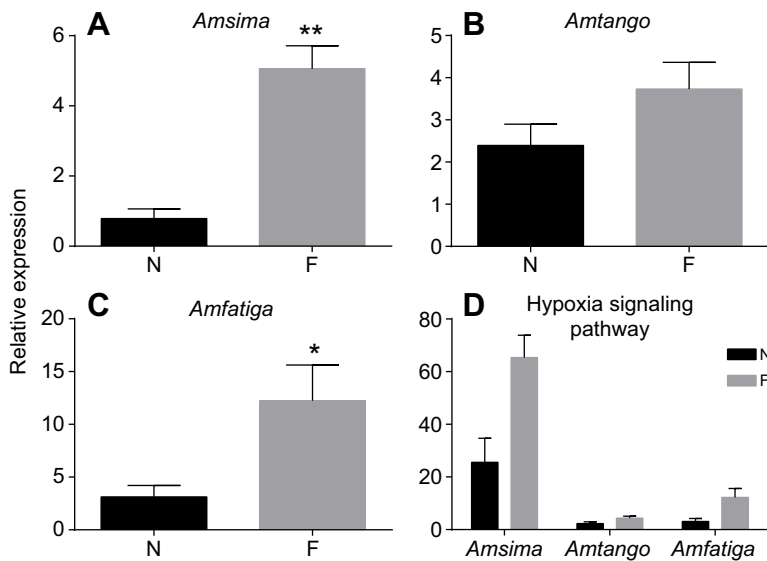 A
Amsima
**
6
4
2
0
N
F
B
Amtango
5
4
3
2
1
0
N
F
Relative expression
C
Amfatiga
*
20
15
10
5
0
N
F
D
Hypoxia signaling
pathway
80
60
40
20
0
N
F
Amsima
Amtango
Amfatiga